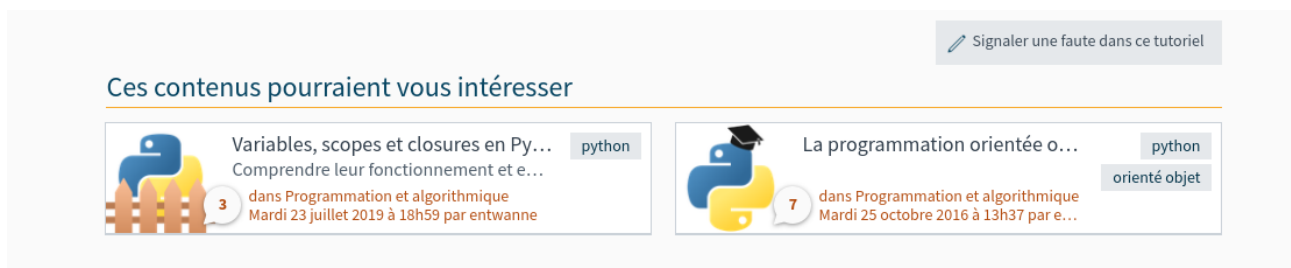 Signaler une faute dans ce tutoriel
Ces contenus pourraient vous intéresser
Variables, scopes et closures en Py…
python
Comprendre leur fonctionnement et e…
3
dans Programmation et algorithmique
Mardi 23 juillet 2019 à 18h59 par entwanne
La programmation orientée o…
python
orienté objet
7
dans Programmation et algorithmique
Mardi 25 octobre 2016 à 13h37 par e…